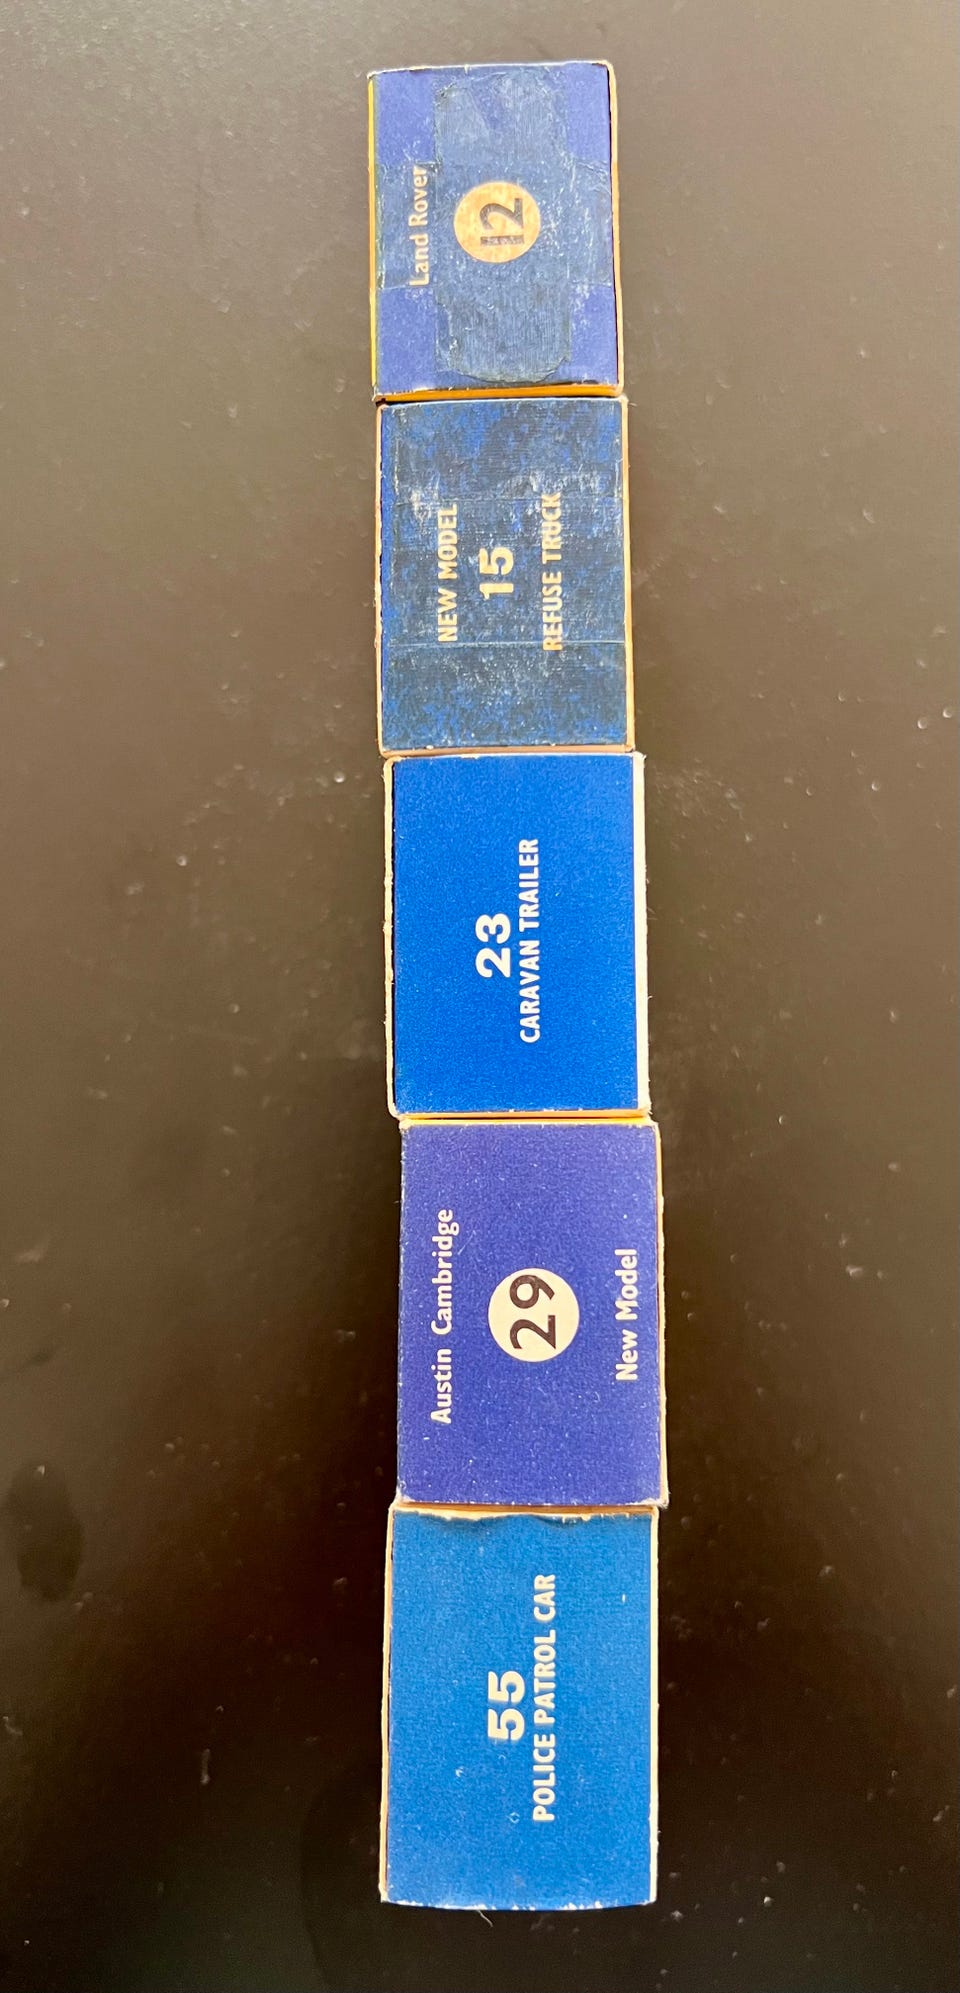 Land Rover
12
NEW MODEL
15
REFUSE TRUCK
23
CARAVAN TRAILER
Austin Cambridge
29
New Model
55
POLICE PATROL CAR